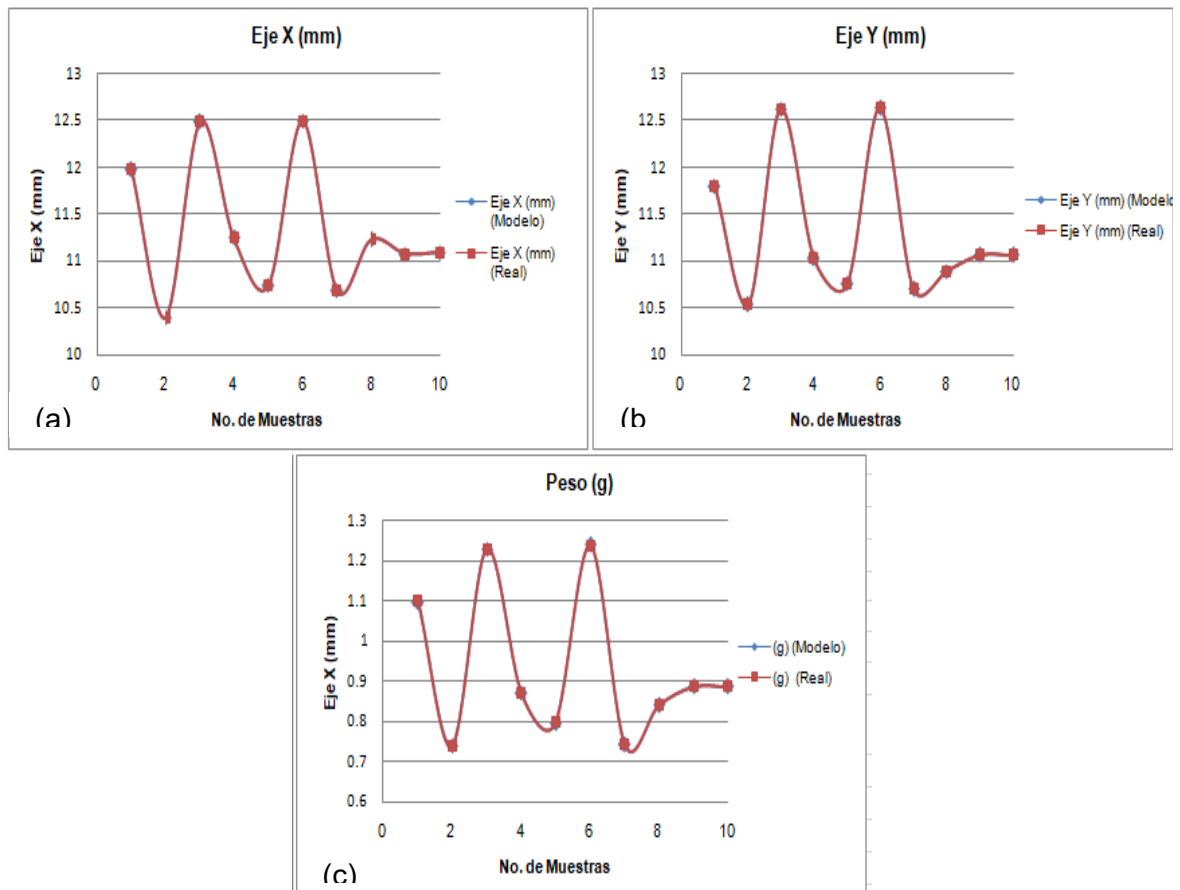 Eje X (mm)
13
12.5
12
11.5
11
10.5
10
Eje X (mm)
0 2 4 6 8 10
No. de Muestras
Eje X (mm)
(Modelo)
Eje X (mm)
(Real)
(a)
Eje Y (mm)
13
12.5
12
11.5
11
10.5
10
Eje Y (mm)
0 2 4 6 8 10
No. de Muestras
Eje Y (mm) (Modelo
Eje Y (mm) (Real)
(b
Peso (g)
1.3
1.2
1.1
1
0.9
0.8
0.7
0.6
Eje X (mm)
0 2 4 6 8 10
No. de Muestras
(g) (Modelo)
(g) (Real)
(c)